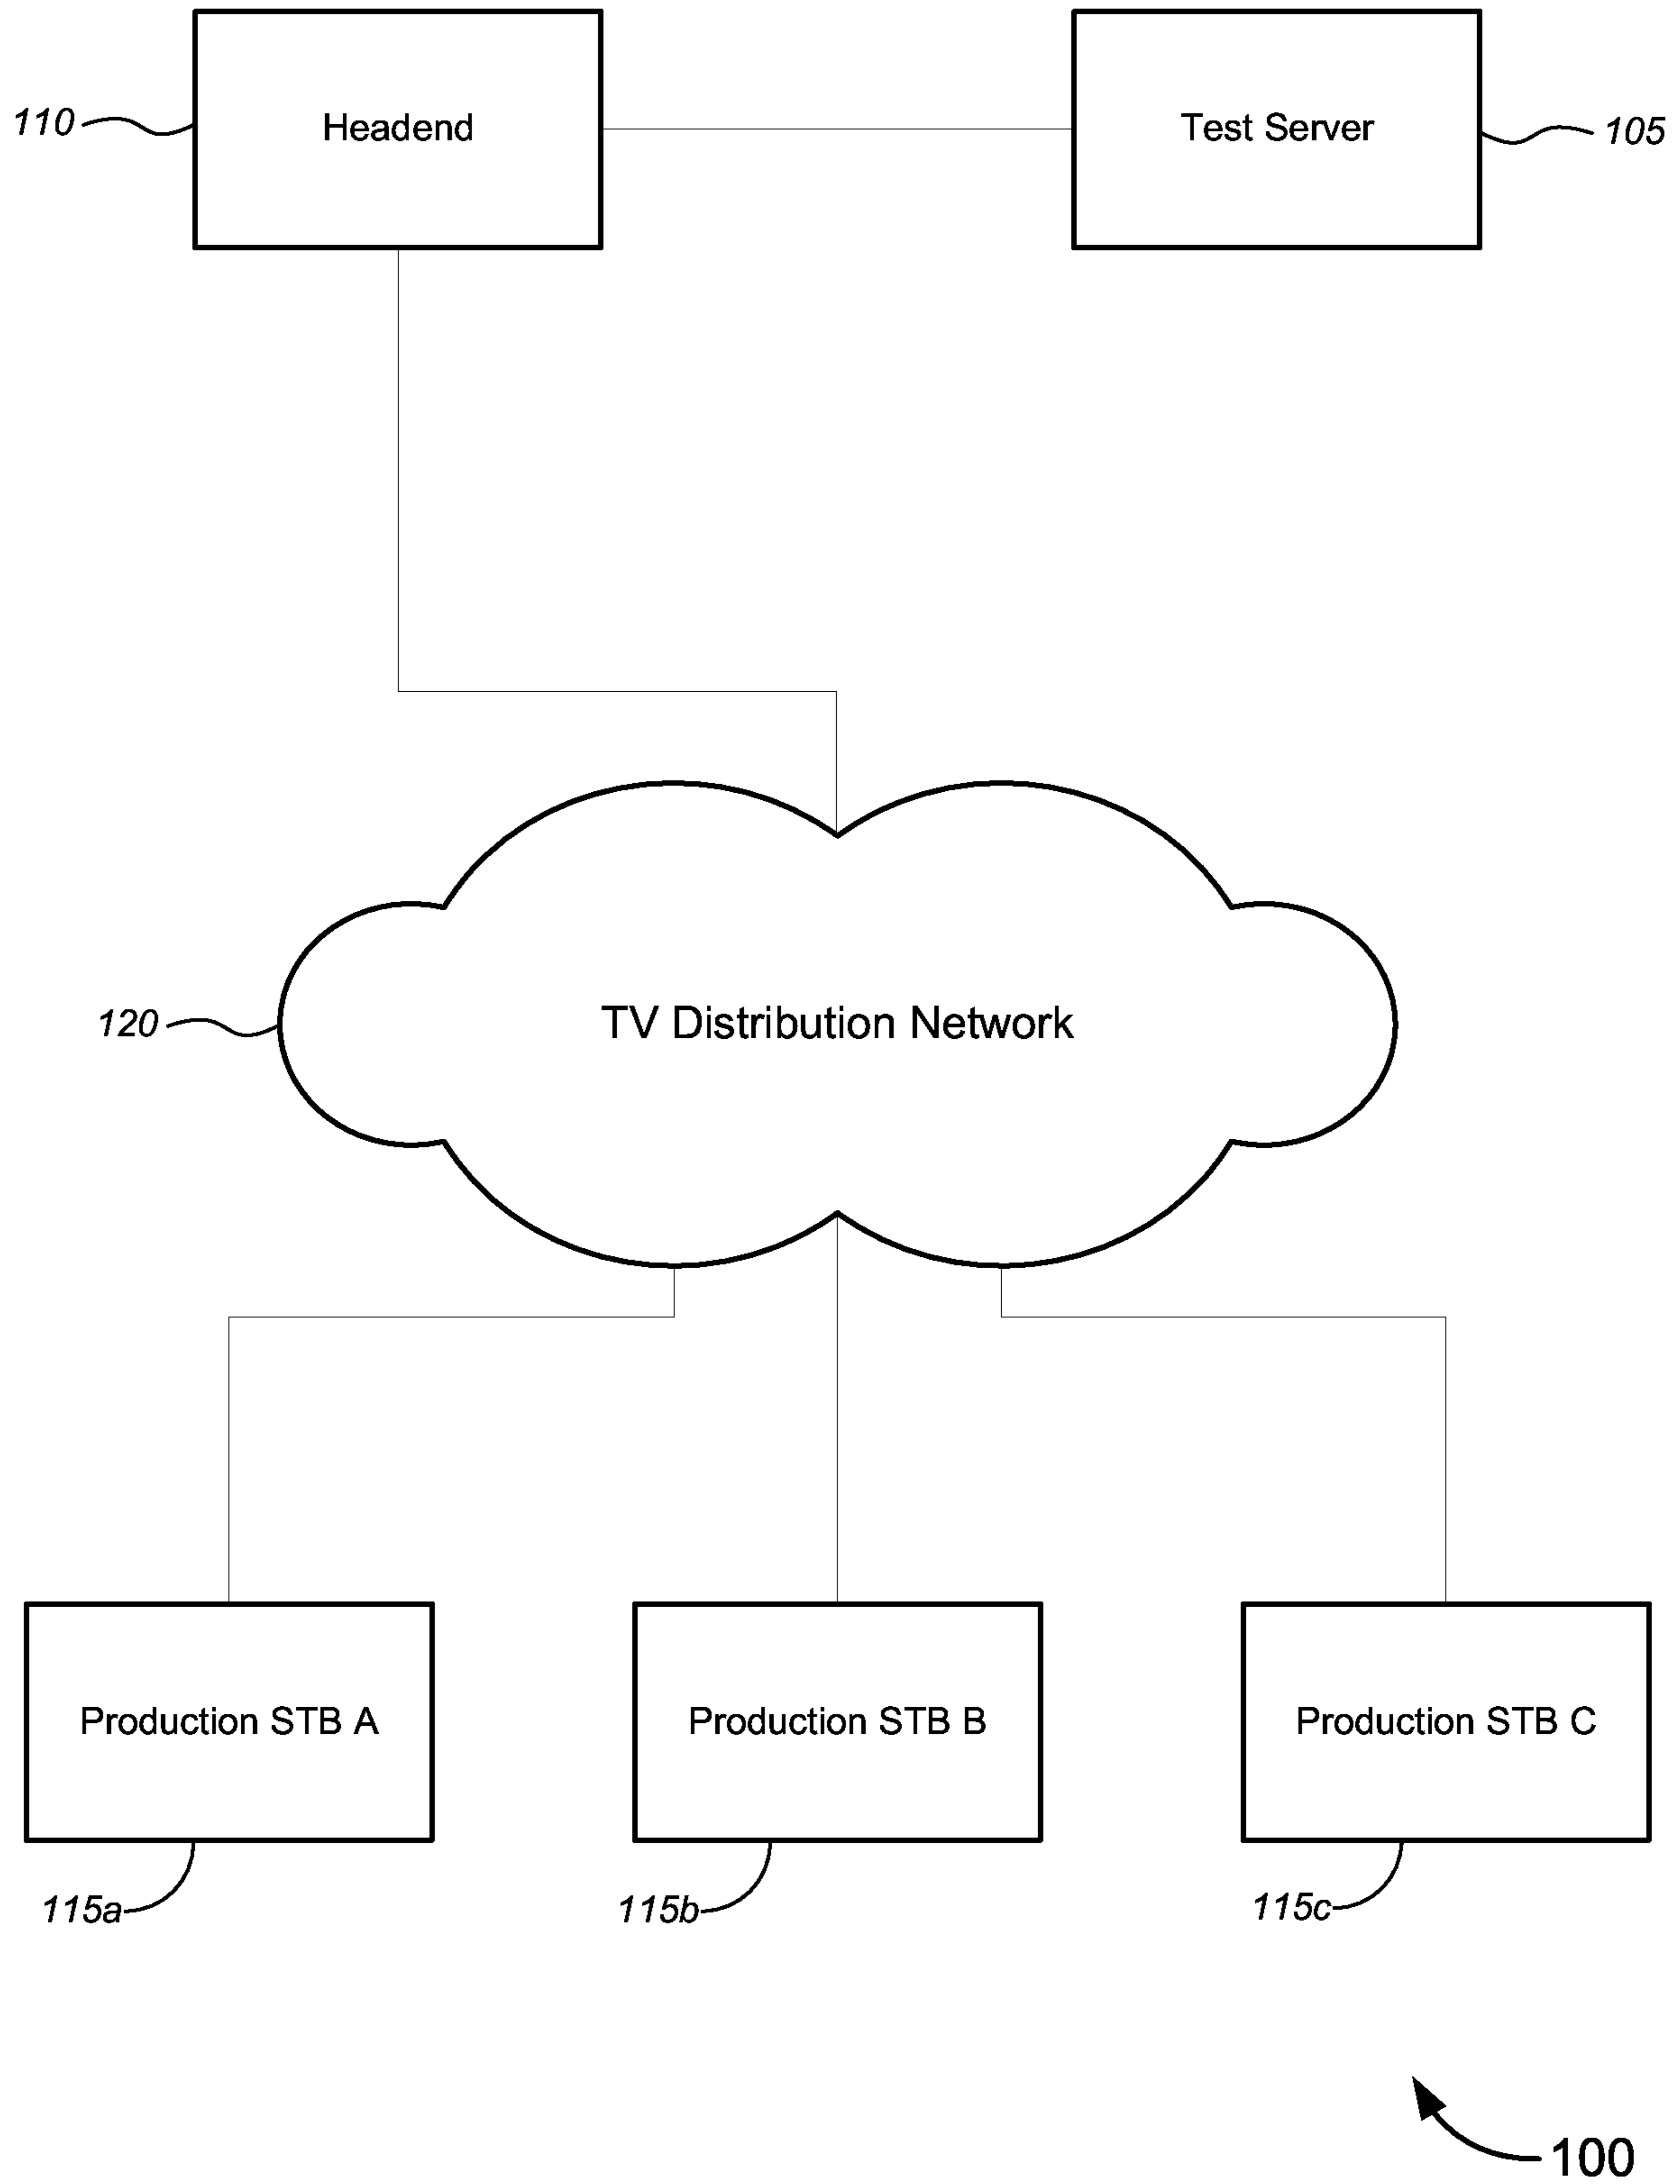 110
Headend
Test Server
105
120
TV Distribution Network
Production STB A
Production STB B
Production STB C
115a
115b
115c
100